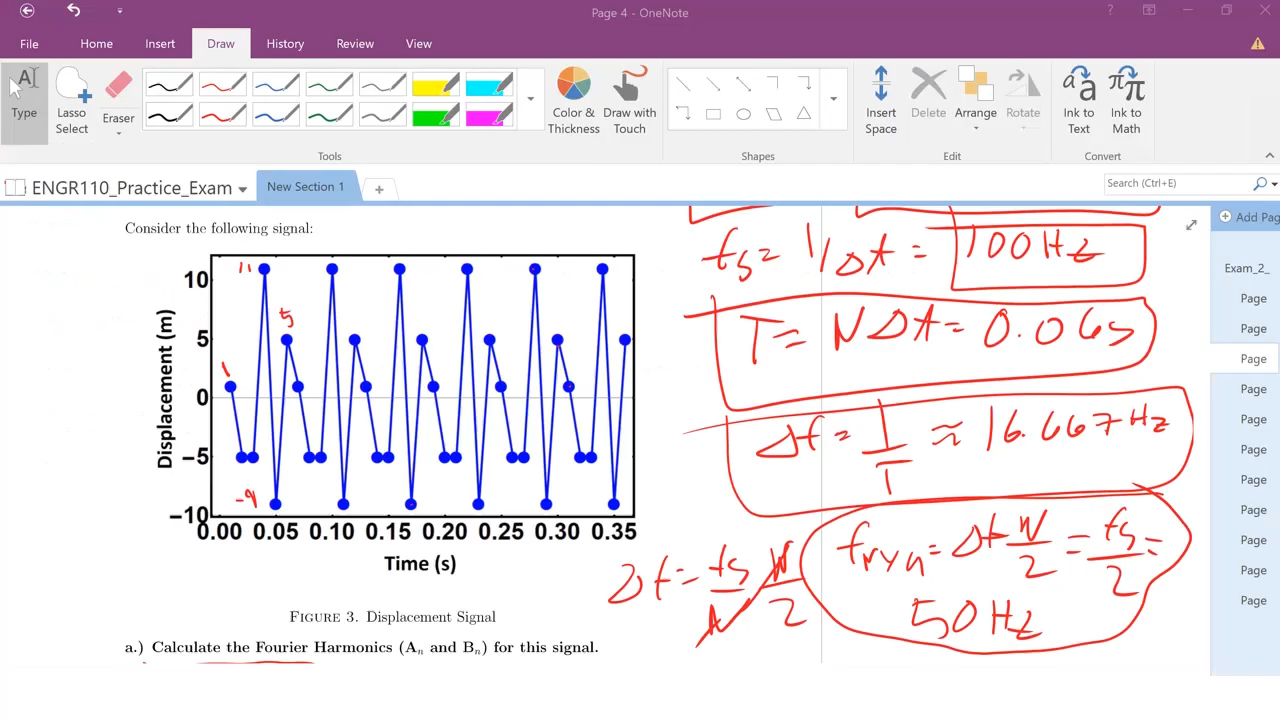 Page 4 - OneNote
File Home Insert Draw History Review View
Type
Lasso Select
Eraser
Color & Thickness
Draw with Touch
Insert Space
Delete
Arrange
Rotate
Ink to Text
Ink to Math
Tools
Shapes
Edit
Convert
ENGR110_Practice_Exam
New Section 1
Search (Ctrl+E)
Add Pag
Exam_2_
Page
Page
Page
Page
Page
Page
Page
Page
Page
Page
Page
Consider the following signal:
Displacement (m)
10
5
0
−5
−10
11
5
1
-9
0.00 0.05 0.10 0.15 0.20 0.25 0.30 0.35
Time (s)
FIGURE 3. Displacement Signal
a.) Calculate the Fourier Harmonics (Aₙ and Bₙ) for this signal.
fs = 1/Δt = 100 Hz
T = NΔt = 0.06s
Δf = 1/T ≈ 16.667 Hz
fNYQ = Δf N/2 = fs/2 =
50 Hz
Δf = fs/N N/2